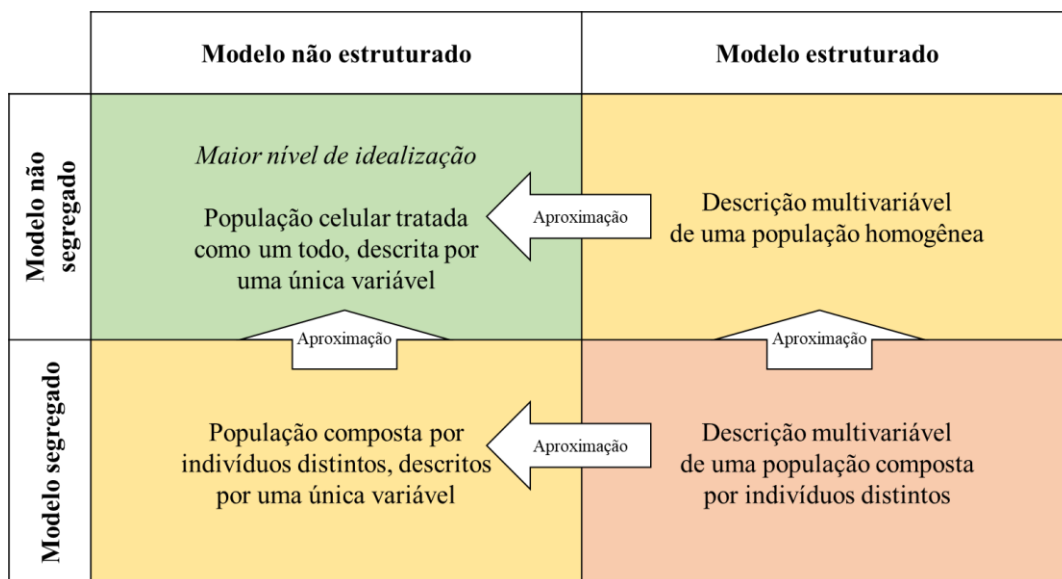 Modelo não estruturado
Modelo estruturado
Modelo não
segregado
Maior nível de idealização
População celular tratada
como um todo, descrita por
uma única variável
Aproximação
Descrição multivariável
de uma população homogênea
Aproximação
Aproximação
Modelo segregado
População composta por
indivíduos distintos, descritos
por uma única variável
Aproximação
Descrição multivariável
de uma população composta
por indivíduos distintos